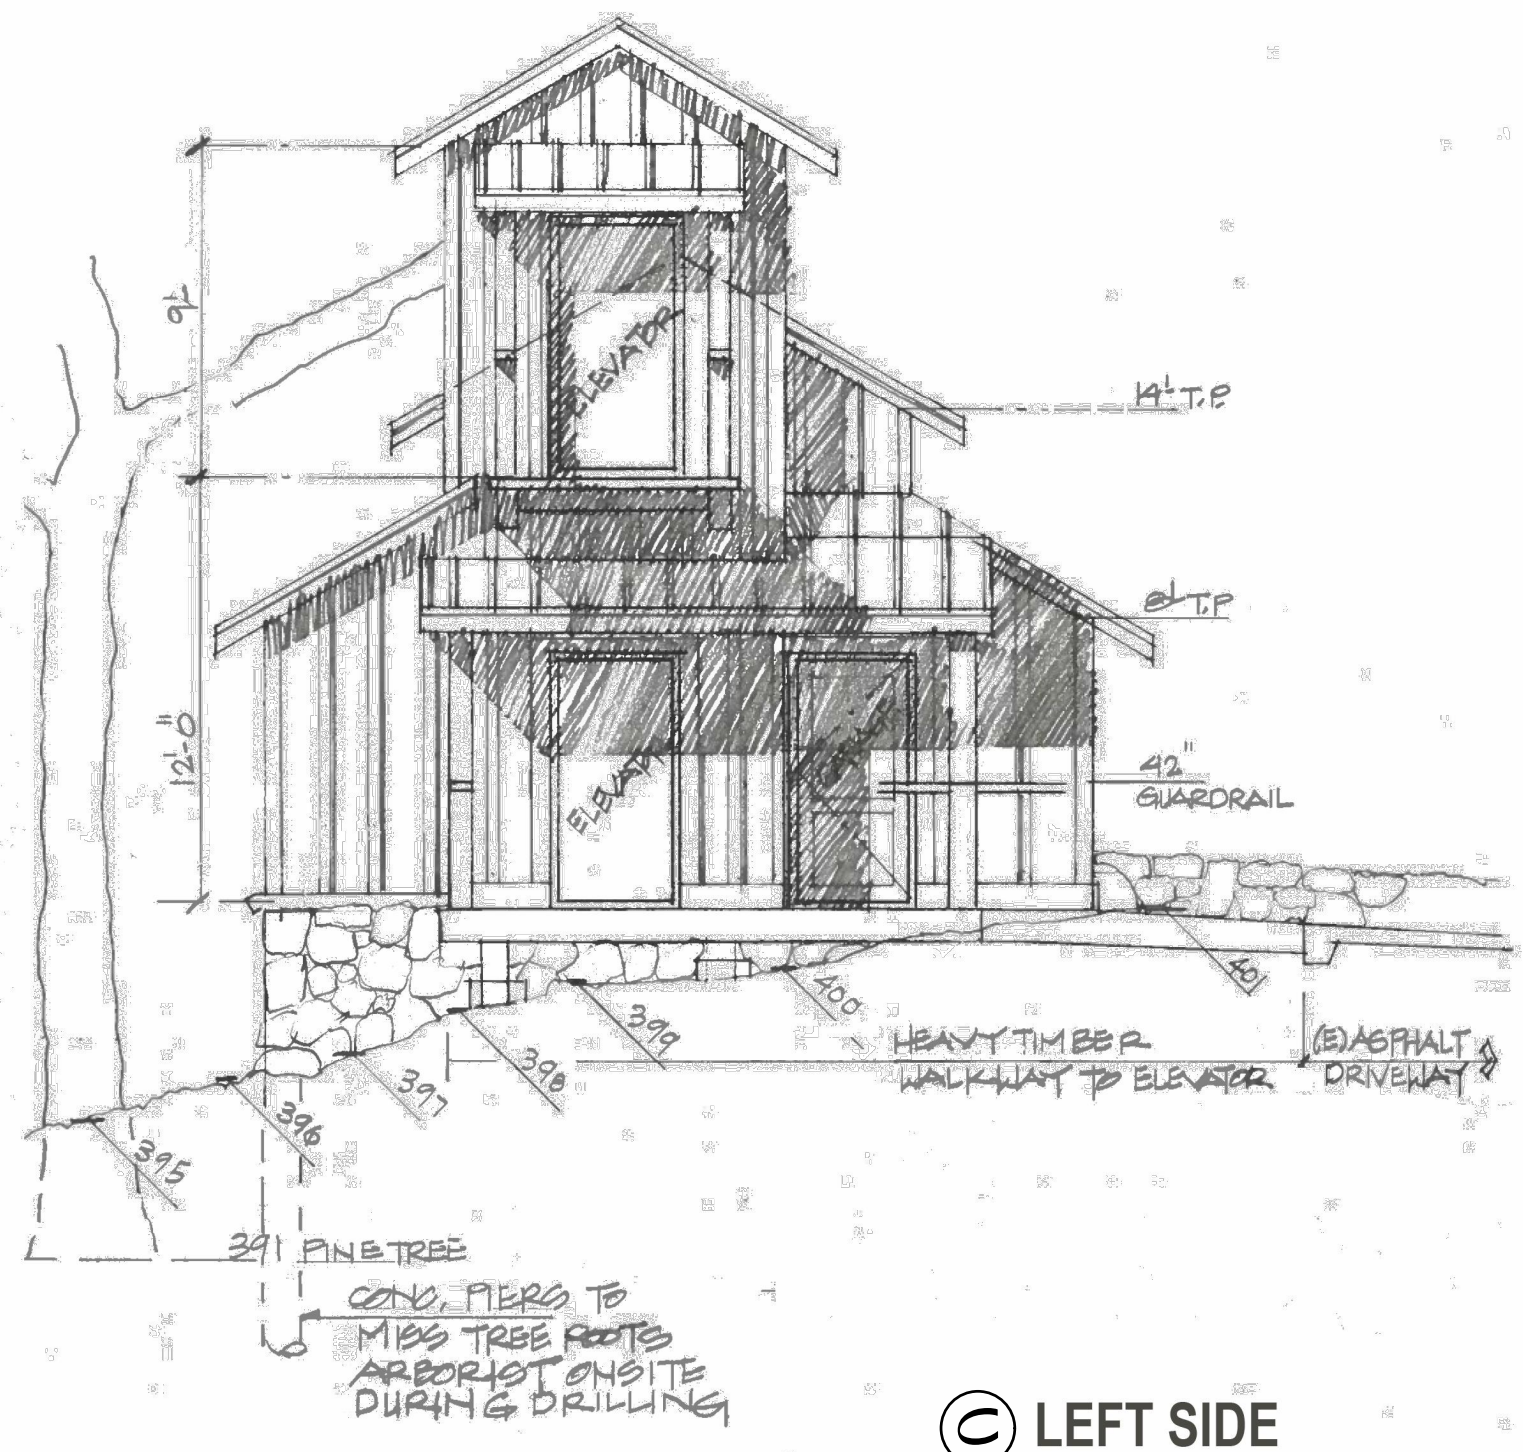 9'-
ELEVATOR
14'- T.P.
8'- T.P.
12'-0"
ELEVATOR
42"
GUARDRAIL
401
400
399
398
397
396
395
HEAVY TIMBER
WALKWAY TO ELEVATOR
(E) ASPHALT
DRIVEWAY
391 PINE TREE
CONC. PIERS TO
MISS TREE ROOTS
ARBORIST ONSITE
DURING DRILLING
C LEFT SIDE